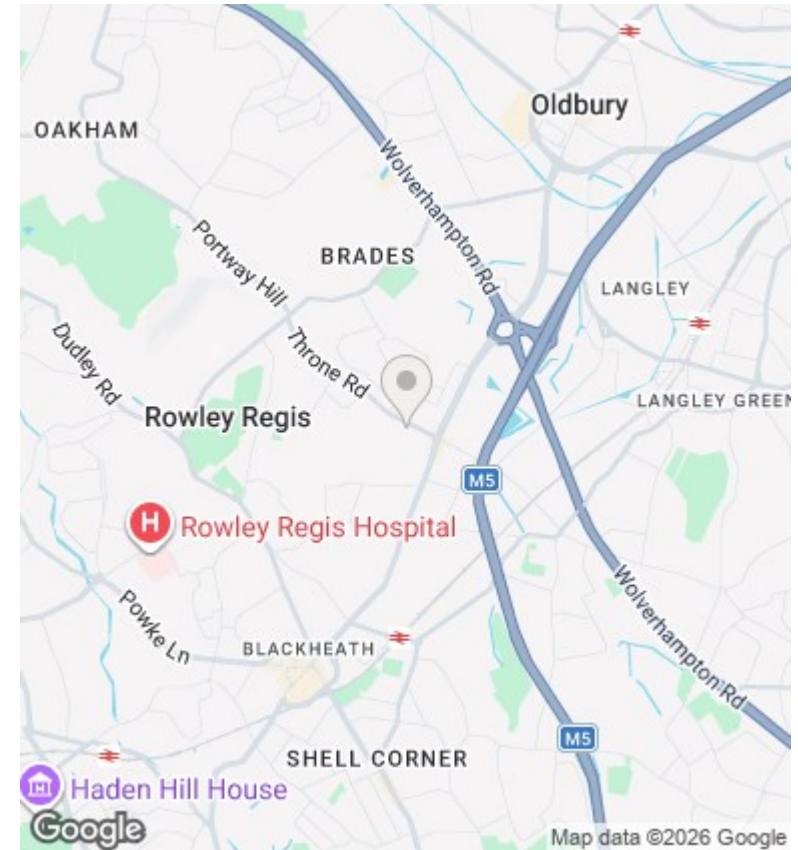 Oldbury
OAKHAM
Wolverhampton Rd
BRADES
Portway Hill
LANGLEY
Throne Rd
Dudley Rd
LANGLEY GREEN
Rowley Regis
M5
H
Rowley Regis Hospital
Wolverhampton Rd
Powke Ln
BLACKHEATH
M5
SHELL CORNER
Haden Hill House
Google
Map data ©2026 Google